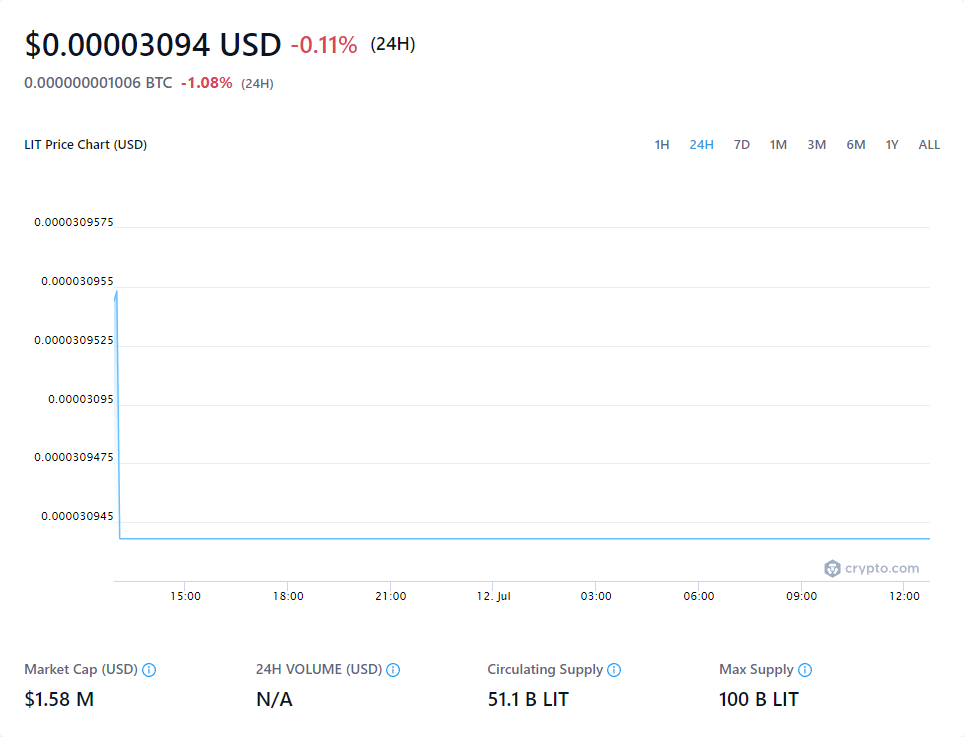 $0.00003094 USD -0.11% (24H)
0.000000001006 BTC -1.08% (24H)
LIT Price Chart (USD) 1H 24H 7D 1M 3M 6M 1Y ALL
0.0000309575
0.000030955
0.0000309525
0.00003095
0.0000309475
0.000030945
crypto.com
15:00 18:00 21:00 12. Jul 03:00 06:00 09:00 12:00
Market Cap (USD) 24H VOLUME (USD) Circulating Supply Max Supply
$1.58 M N/A 51.1 B LIT 100 B LIT